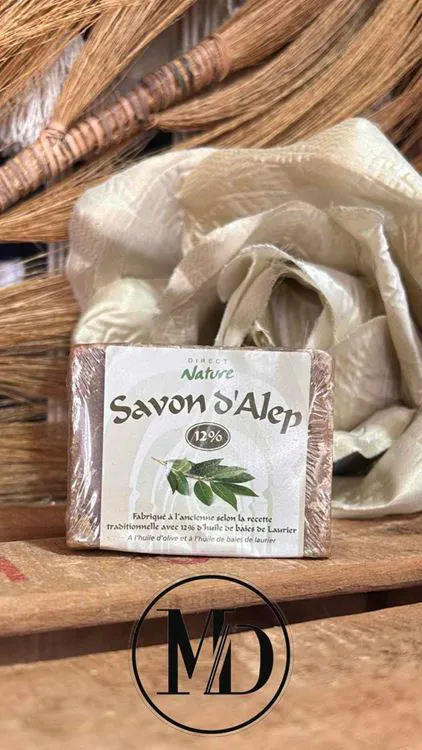 DIRECT
Nature
Savon d'Alep
12%
Fabriqué à l'ancienne selon la recette
traditionnelle avec 12% d'huile de baies de Laurier
A l'huile d'olive et à l'huile de baies de laurier
MD